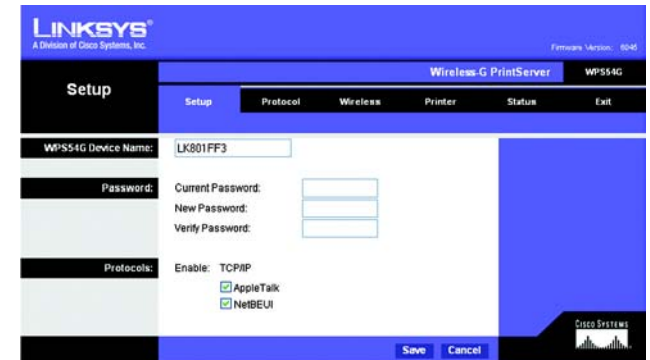 LINKSYS®
A Division of Cisco Systems, Inc.
Firmware Version: 6045
Wireless-G PrintServer WPS54G
Setup
Setup Protocol Wireless Printer Status Exit
WPS54G Device Name: LK801FF3
Password: Current Password:
New Password:
Verify Password:
Protocols: Enable: TCP/IP
AppleTalk
NetBEUI
CISCO SYSTEMS
Save Cancel